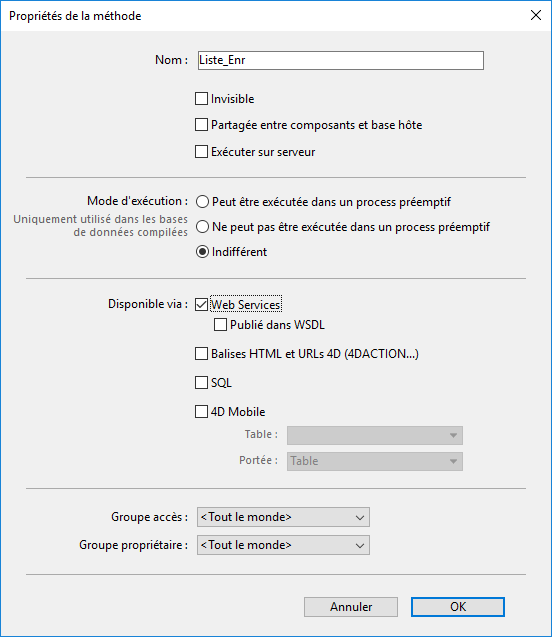 Propriétés de la méthode
Nom :
Liste_Enr
Invisible
Partagée entre composants et base hôte
Exécuter sur serveur
Mode d'exécution :
Uniquement utilisé dans les bases
de données compilées
Peut être exécutée dans un process préemptif
Ne peut pas être exécutée dans un process préemptif
Indifférent
Disponible via :
Web Services
Publié dans WSDL
Balises HTML et URLs 4D (4DACTION...)
SQL
4D Mobile
Table :
Portée :
Table
Groupe accès :
<Tout le monde>
Groupe propriétaire :
<Tout le monde>
Annuler
OK